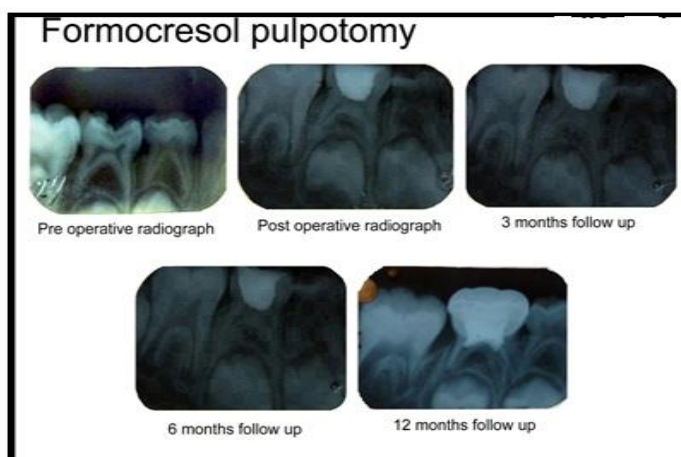 Formocresol pulpotomy
Pre operative radiograph
Post operative radiograph
3 months follow up
6 months follow up
12 months follow up